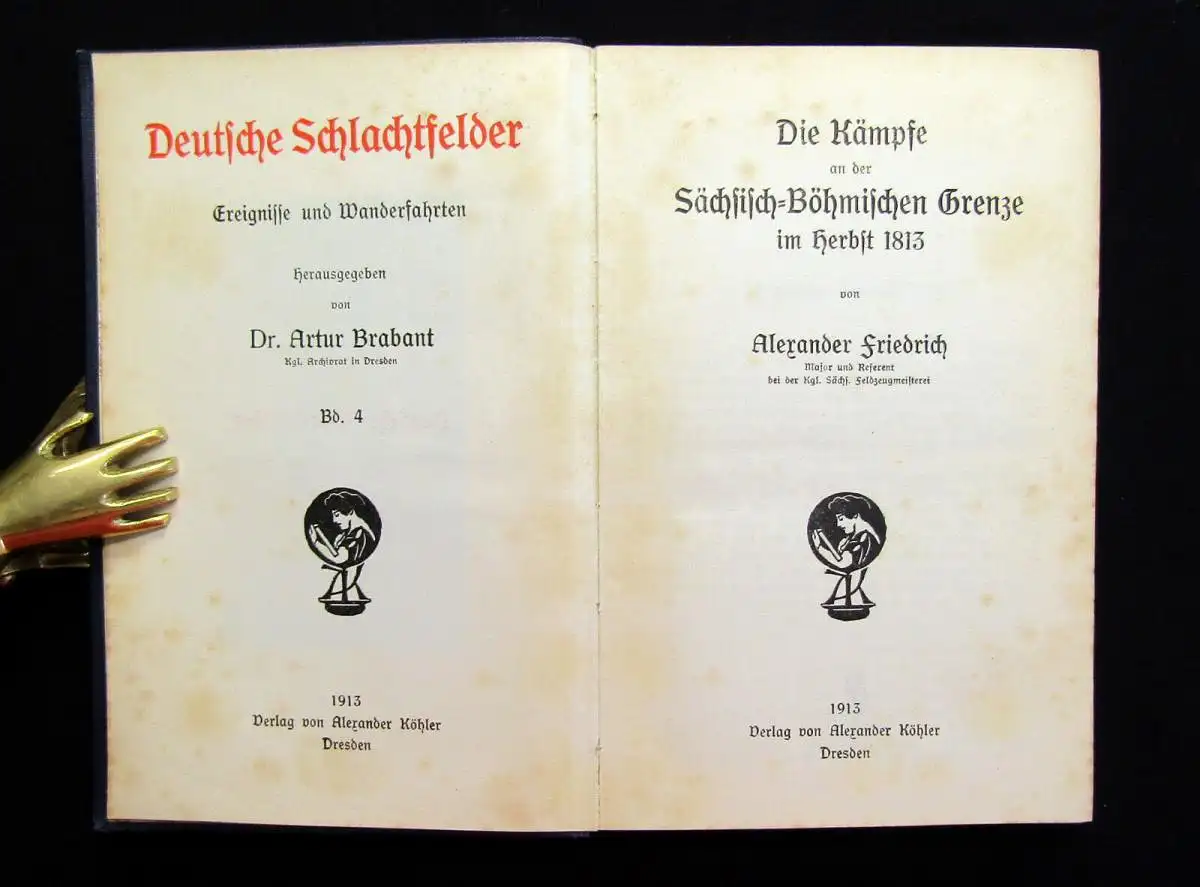 Deutsche Schlachtfelder
Ereignisse und Wanderfahrten
Herausgegeben
von
Dr. Artur Brabant
Kgl. Archivrat in Dresden
Bd. 4
1913
Verlag von Alexander Köhler
Dresden
Die Kämpfe
an der
Sächsisch-Böhmischen Grenze
im Herbst 1813
von
Alexander Friedrich
Major und Referent
bei der Kgl. Sächs. Feldzeugmeisterei
1913
Verlag von Alexander Köhler
Dresden